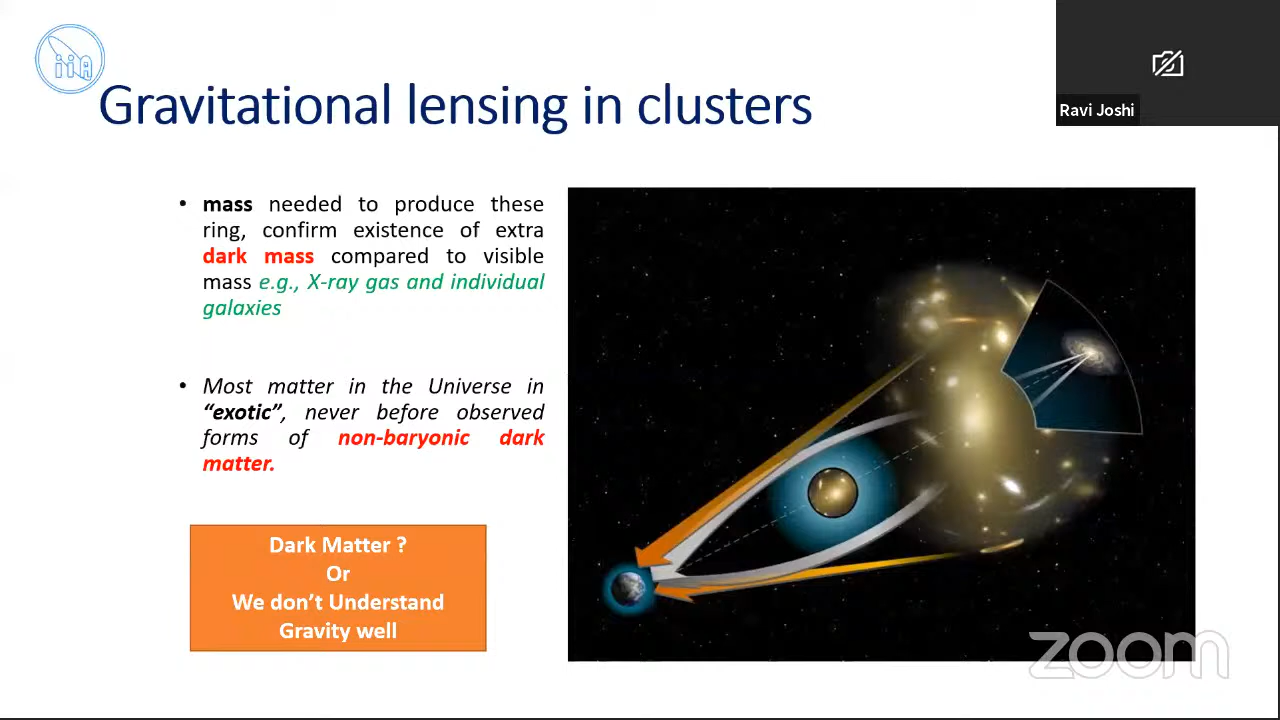 iiA
Gravitational lensing in clusters
Ravi Joshi
• mass needed to produce these
ring, confirm existence of extra
dark mass compared to visible
mass e.g., X-ray gas and individual
galaxies
• Most matter in the Universe in
“exotic”, never before observed
forms of non-baryonic dark
matter.
Dark Matter ?
Or
We don’t Understand
Gravity well
zoom